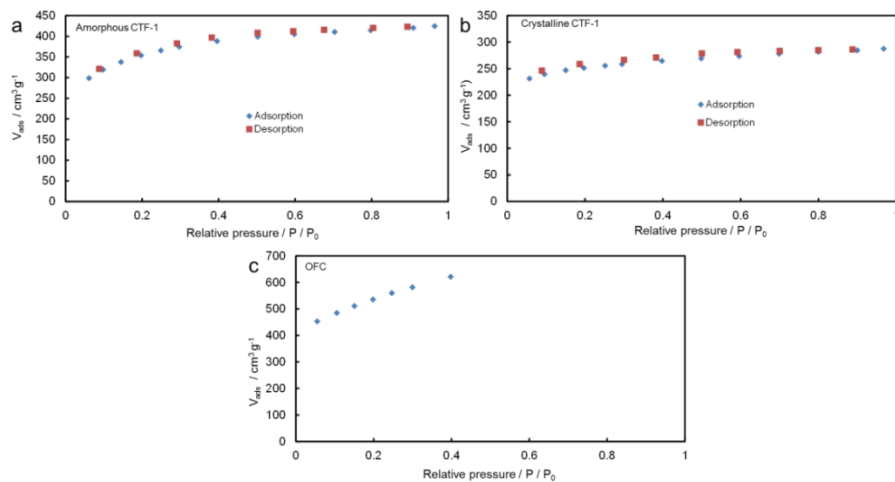 a
Amorphous CTF-1
450
400
350
300
250
200
150
100
50
0
V_ads / cm³ g⁻¹
Adsorption
Desorption
0 0.2 0.4 0.6 0.8 1
Relative pressure / P / P₀
b
Crystalline CTF-1
350
300
250
200
150
100
50
0
V_ads / cm³ g⁻¹)
Adsorption
Desorption
0 0.2 0.4 0.6 0.8 1
Relative pressure / P / P₀
c
OFC
700
600
500
400
300
200
100
0
V_ads / cm³ g⁻¹
0 0.2 0.4 0.6 0.8 1
Relative pressure / P / P₀